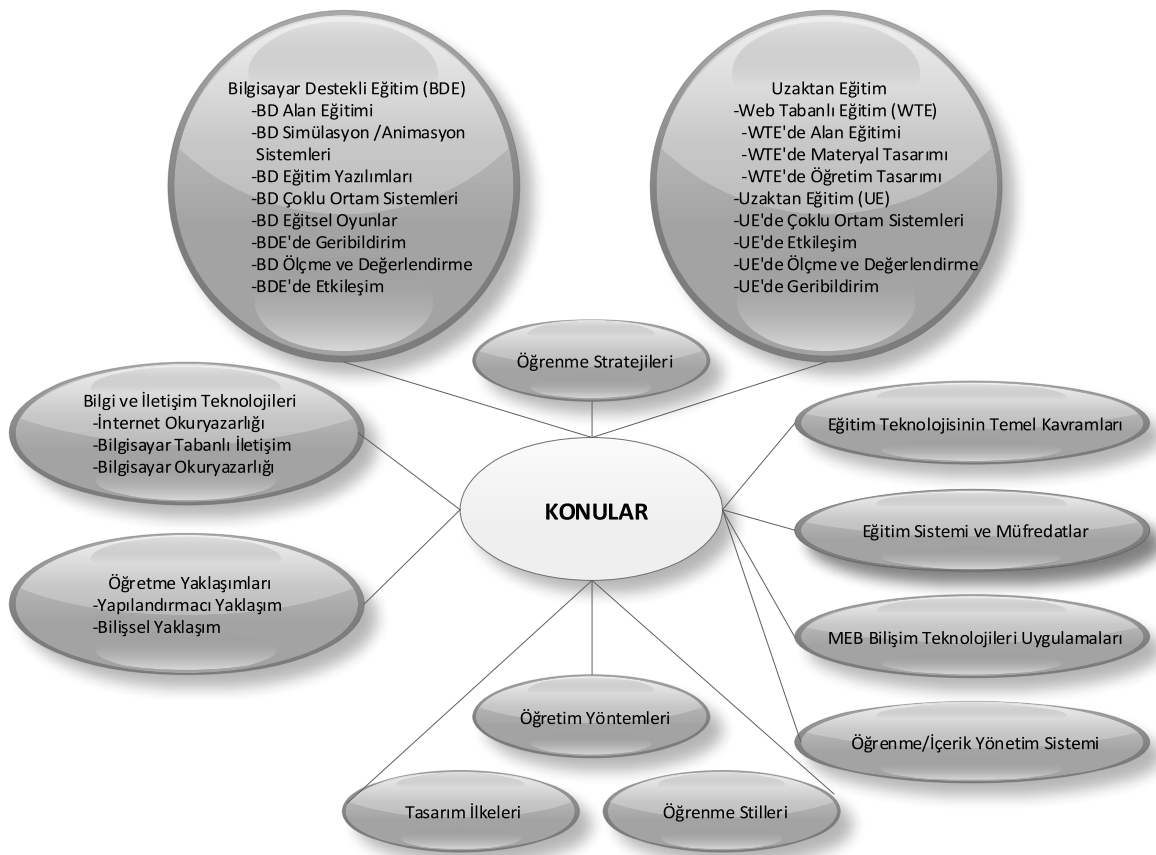 Bilgisayar Destekli Eğitim (BDE)
-BD Alan Eğitimi
-BD Simülasyon /Animasyon
Sistemleri
-BD Eğitim Yazılımları
-BD Çoklu Ortam Sistemleri
-BD Eğitsel Oyunlar
-BDE'de Geribildirim
-BD Ölçme ve Değerlendirme
-BDE'de Etkileşim
Uzaktan Eğitim
-Web Tabanlı Eğitim (WTE)
-WTE'de Alan Eğitimi
-WTE'de Materyal Tasarımı
-WTE'de Öğretim Tasarımı
-Uzaktan Eğitim (UE)
-UE'de Çoklu Ortam Sistemleri
-UE'de Etkileşim
-UE'de Ölçme ve Değerlendirme
-UE'de Geribildirim
Öğrenme Stratejileri
Bilgi ve İletişim Teknolojileri
-İnternet Okuryazarlığı
-Bilgisayar Tabanlı İletişim
-Bilgisayar Okuryazarlığı
Eğitim Teknolojisinin Temel Kavramları
KONULAR
Eğitim Sistemi ve Müfredatlar
Öğretme Yaklaşımları
-Yapılandırmacı Yaklaşım
-Bilişsel Yaklaşım
MEB Bilişim Teknolojileri Uygulamaları
Öğretim Yöntemleri
Öğrenme/İçerik Yönetim Sistemi
Tasarım İlkeleri
Öğrenme Stilleri